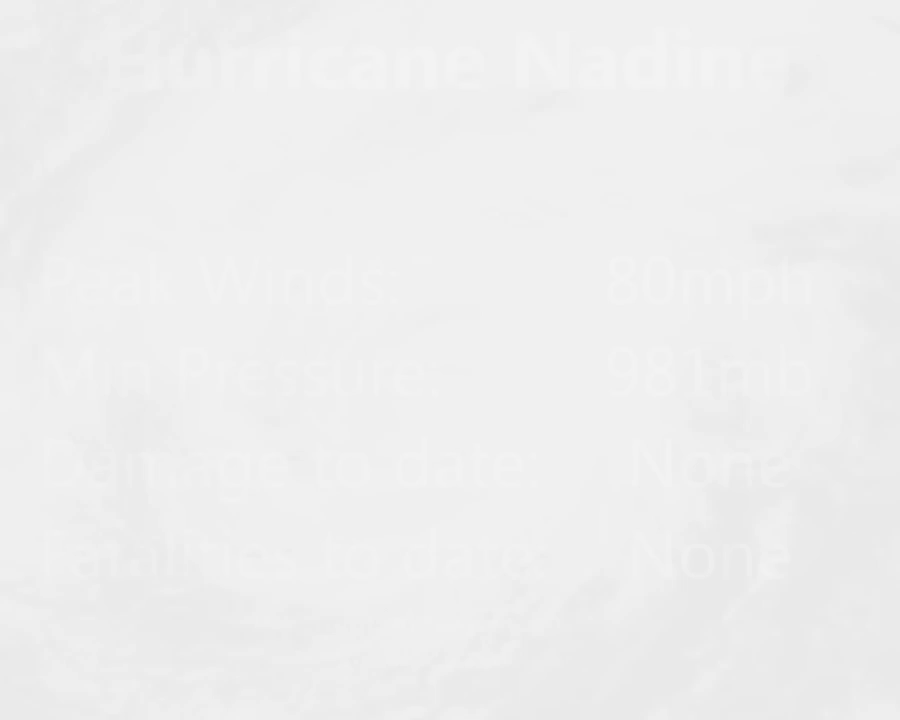 Hurricane Nadine
Peak Winds: 80mph
Min Pressure: 981mb
Damage to date: None
Fatalities to date: None